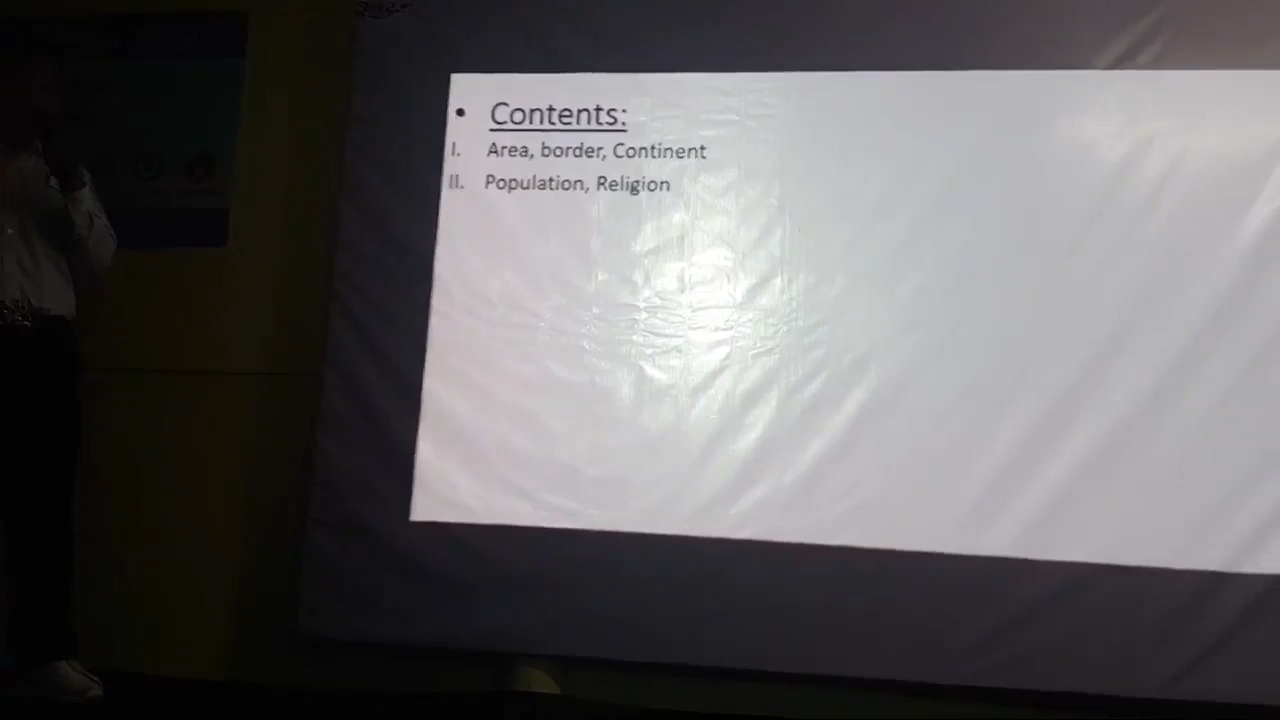 • Contents:
I. Area, border, Continent
II. Population, Religion